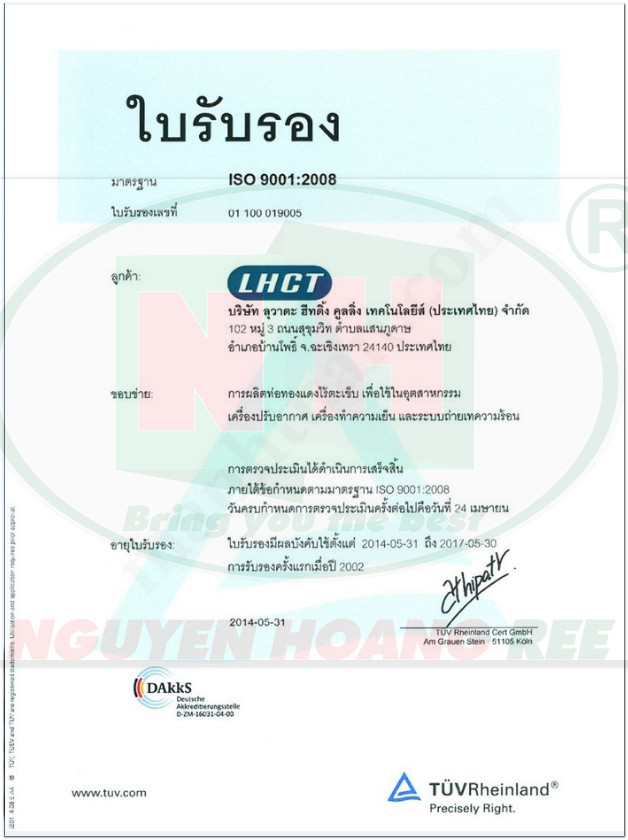 ใบรับรอง
มาตรฐาน ISO 9001:2008
ใบรับรองเลขที่ 01 100 019005
ลูกค้า: LHCT
บริษัท ลุวาตะ ฮีทติ้ง คูลลิ่ง เทคโนโลยีส์ (ประเทศไทย) จำกัด
102 หมู่ 3 ถนนสุขุมวิท ตำบลแสนภูดาษ
อำเภอบ้านโพธิ์ จ.ฉะเชิงเทรา 24140 ประเทศไทย
ขอบข่าย: การผลิตท่อทองแดงไร้ตะเข็บ เพื่อใช้ในอุตสาหกรรม
เครื่องปรับอากาศ เครื่องทำความเย็น และระบบถ่ายเทความร้อน
การตรวจประเมินได้ดำเนินการเสร็จสิ้น
ภายใต้ข้อกำหนดตามมาตรฐาน ISO 9001:2008
วันครบกำหนดการตรวจประเมินครั้งต่อไปคือวันที่ 24 เมษายน
Bring you the Best
อายุใบรับรอง: ใบรับรองมีผลบังคับใช้ตั้งแต่ 2014-05-31 ถึง 2017-05-30
การรับรองครั้งแรกเมื่อปี 2002
2014-05-31
TÜV Rheinland Cert GmbH
Am Grauen Stein · 51105 Köln
NGUYEN HOANG REE
DAkkS
Deutsche
Akkreditierungsstelle
D-ZM-16031-04-00
www.tuv.com
TÜVRheinland®
Precisely Right.